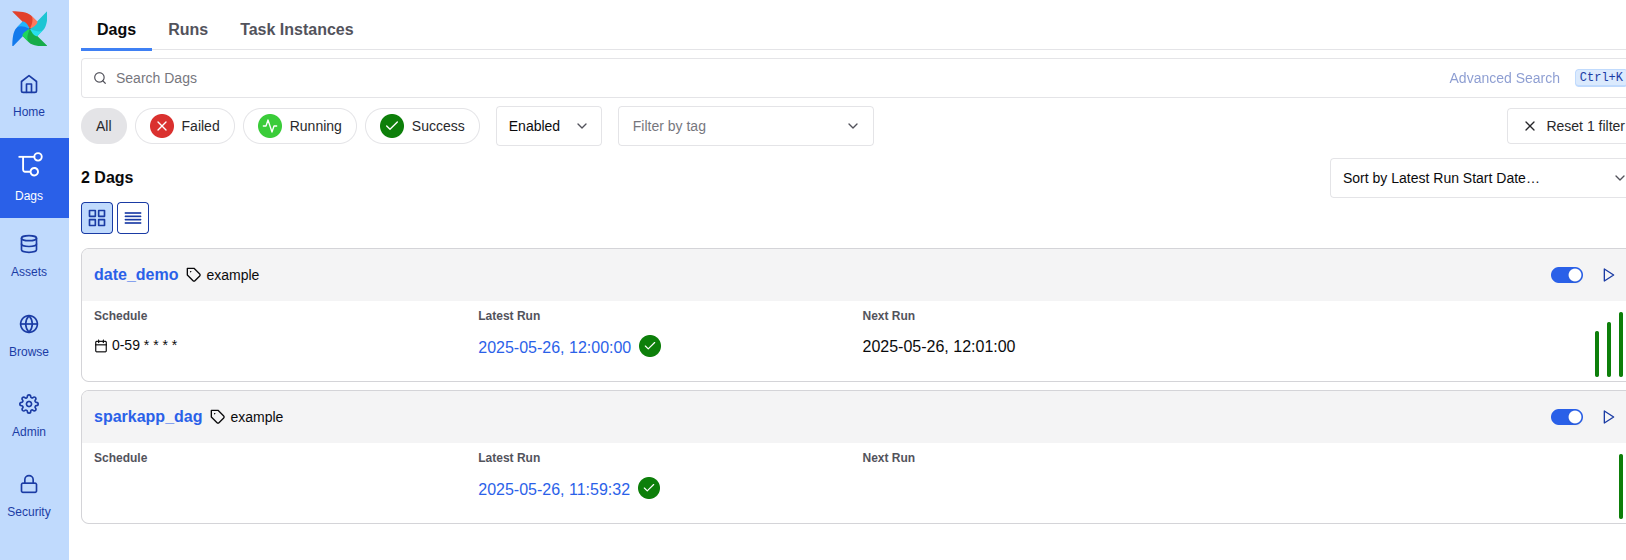 Dags Runs Task Instances
Search Dags Advanced Search Ctrl+K
All Failed Running Success Enabled Filter by tag Reset 1 filter
2 Dags Sort by Latest Run Start Date…
date_demo example
Schedule Latest Run Next Run
0-59 * * * * 2025-05-26, 12:00:00 2025-05-26, 12:01:00
sparkapp_dag example
Schedule Latest Run Next Run
2025-05-26, 11:59:32
Home
Dags
Assets
Browse
Admin
Security